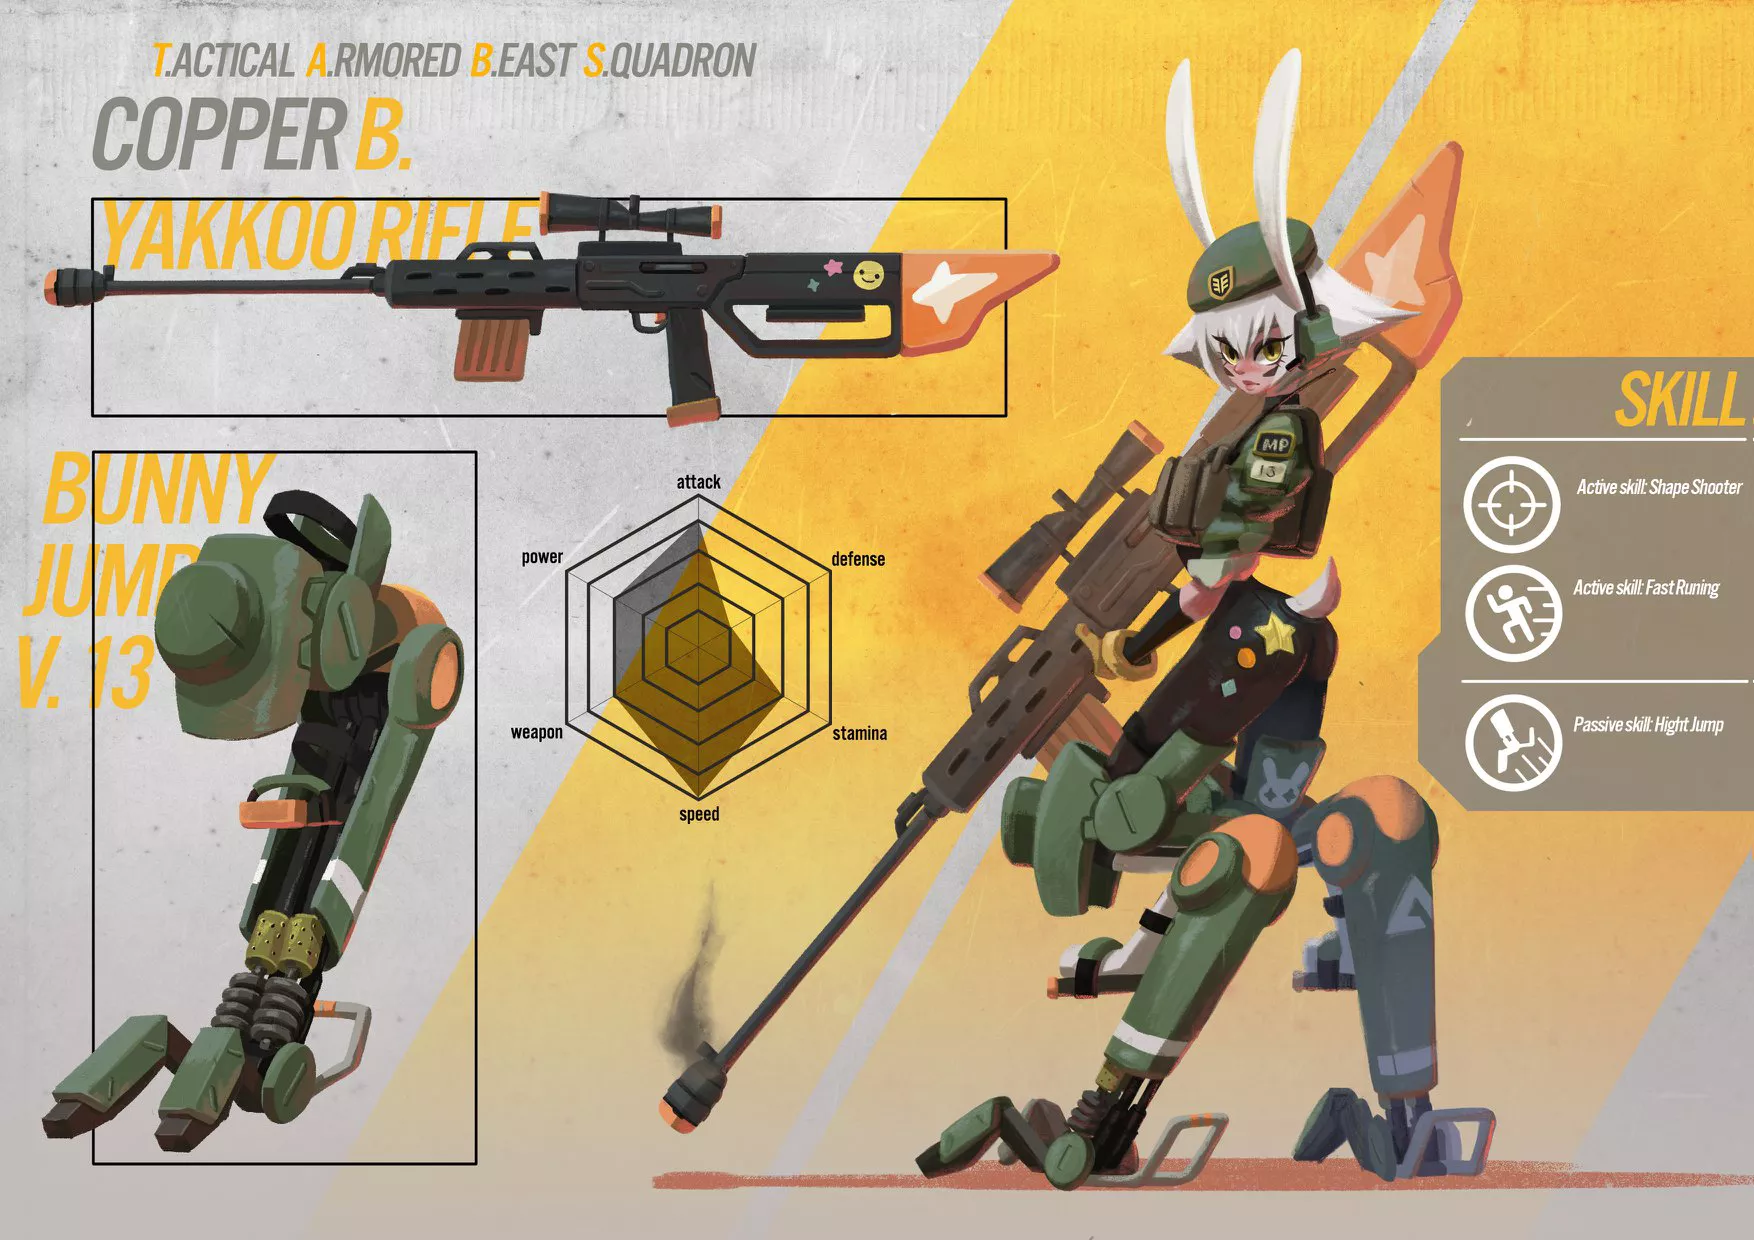 T.ACTICAL A.RMORED B.EAST S.QUADRON
COPPER B.
YAKKOO RIFLE
BUNNY
JUMP
V. 13
attack
power
defense
weapon
stamina
speed
MP
13
SKILL
Active skill: Shape Shooter
Active skill: Fast Runing
Passive skill: Hight Jump